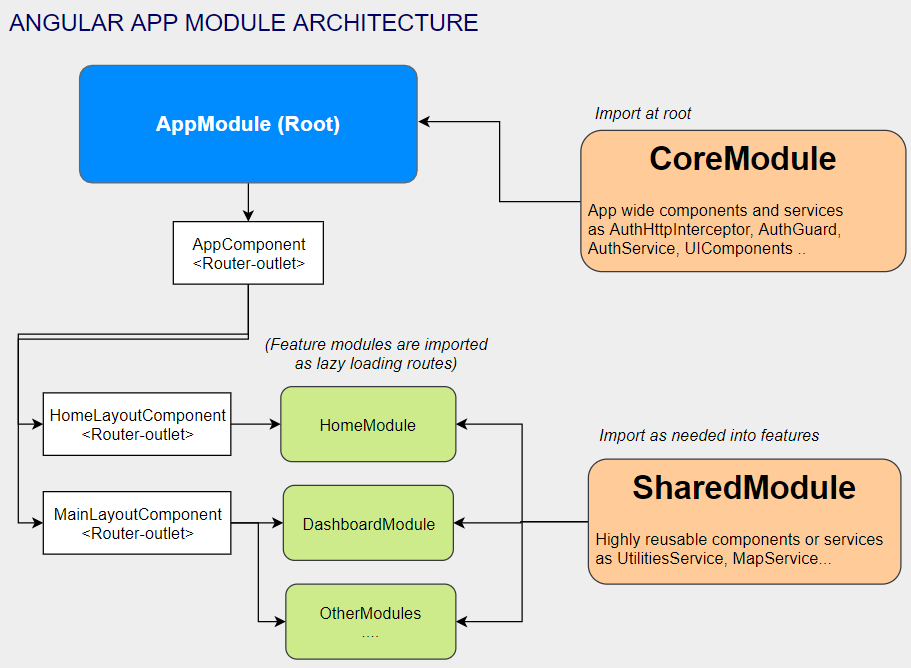 ANGULAR APP MODULE ARCHITECTURE
AppModule (Root)
Import at root
CoreModule
App wide components and services
as AuthHttpInterceptor, AuthGuard,
AuthService, UIComponents ..
AppComponent
<Router-outlet>
(Feature modules are imported
as lazy loading routes)
HomeLayoutComponent
<Router-outlet>
HomeModule
Import as needed into features
SharedModule
Highly reusable components or services
as UtilitiesService, MapService...
MainLayoutComponent
<Router-outlet>
DashboardModule
OtherModules
....